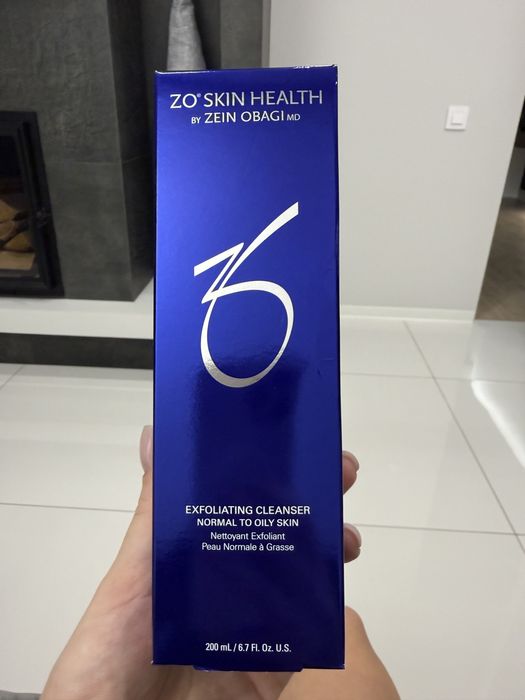 ZO® SKIN HEALTH
BY ZEIN OBAGI MD
ZO
EXFOLIATING CLEANSER
NORMAL TO OILY SKIN
Nettoyant Exfoliant
Peau Normale à Grasse
200 mL / 6.7 Fl. Oz. U.S.